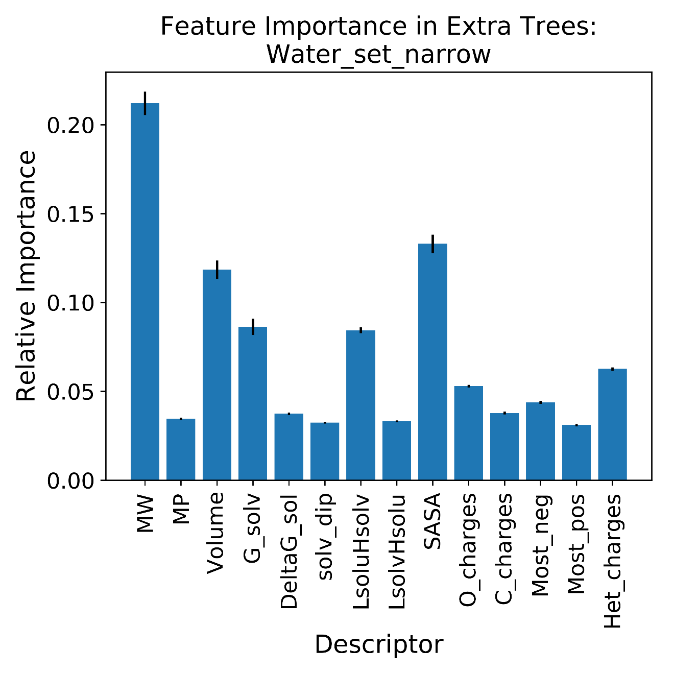 Feature Importance in Extra Trees:
Water_set_narrow
Relative Importance
0.20
0.15
0.10
0.05
0.00
MW
MP
Volume
G_solv
DeltaG_sol
solv_dip
LsoluHsolv
LsolvHsolu
SASA
O_charges
C_charges
Most_neg
Most_pos
Het_charges
Descriptor